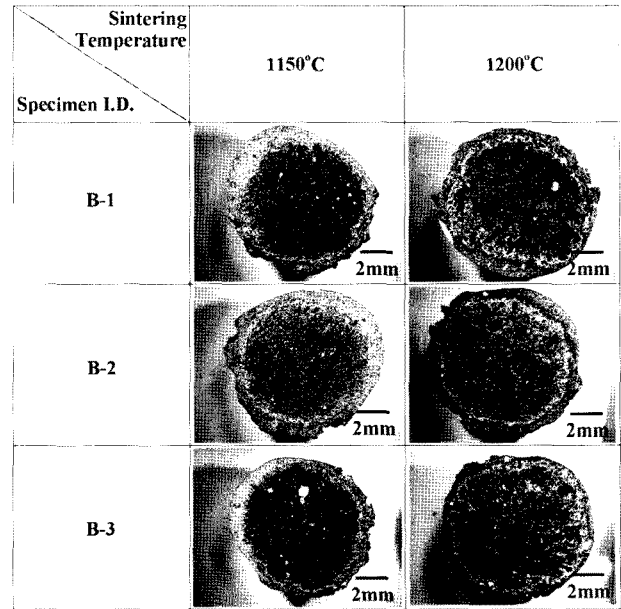 Sintering
Temperature
Specimen I.D.
1150°C
1200°C
B-1
2mm
2mm
B-2
2mm
2mm
B-3
2mm
2mm